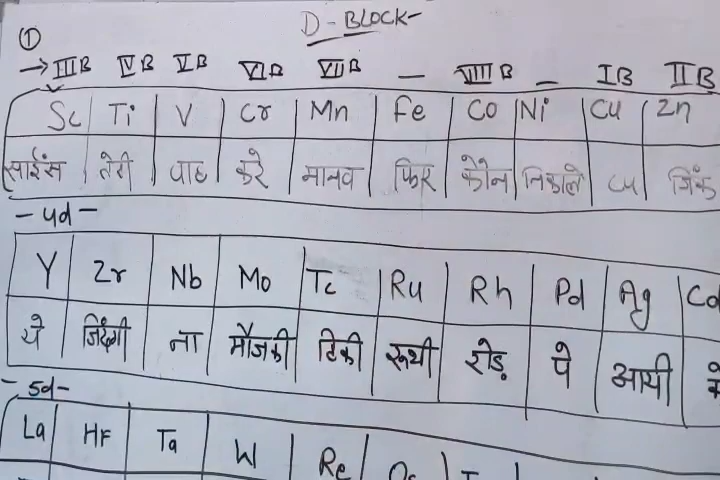 ① D-BLOCK-
→ IIIB IVB VB VIB VIIB - VIIIB - IB IIB
Sc Ti V Cr Mn Fe Co Ni Cu Zn
साईंस तेरी वाह करे मानव फिर कौन निकाले Cu जिंक
-4d-
Y Zr Nb Mo Tc Ru Rh Pd Ag Cd
ये जिंदगी ना मौजकी टिकी रूथी रोड़ पे आयी
-5d-
La HF Ta W Re Os